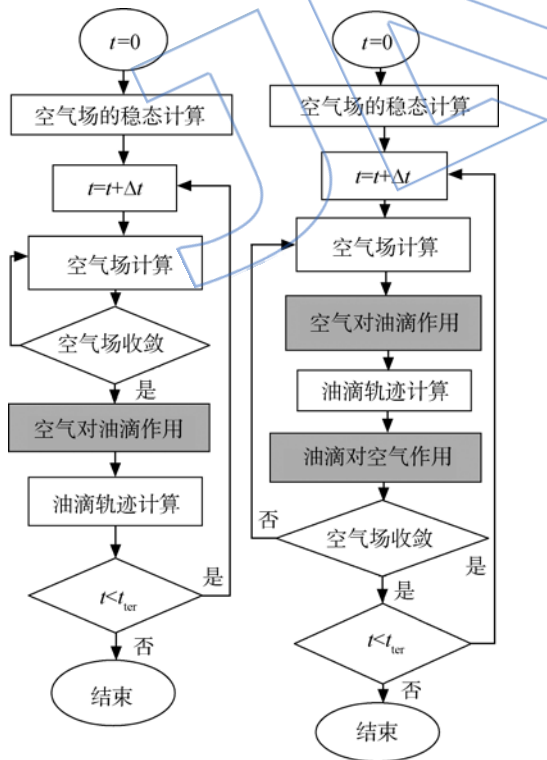 t=0
空气场的稳态计算
t=t+Δt
空气场计算
空气场收敛
是
空气对油滴作用
油滴轨迹计算
是
t<t_ter
否
结束
t=0
空气场的稳态计算
t=t+Δt
空气场计算
空气对油滴作用
油滴轨迹计算
油滴对空气作用
否
空气场收敛
是
是
t<t_ter
否
结束